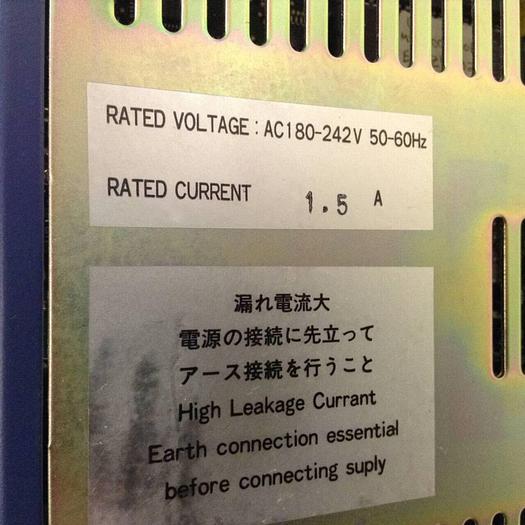 RATED VOLTAGE : AC180-242V 50-60Hz
RATED CURRENT 1.5 A
漏れ電流大
電源の接続に先立って
アース接続を行うこと
High Leakage Currant
Earth connection essential
before connecting suply